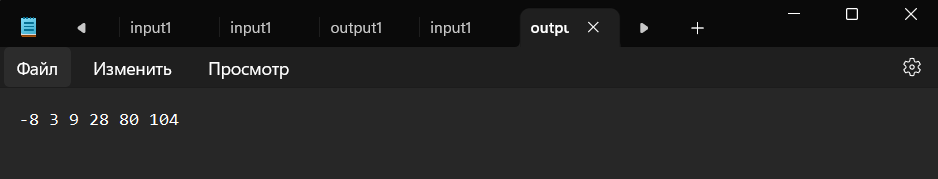 input1 input1 output1 input1 outpu
Файл Изменить Просмотр
-8 3 9 28 80 104